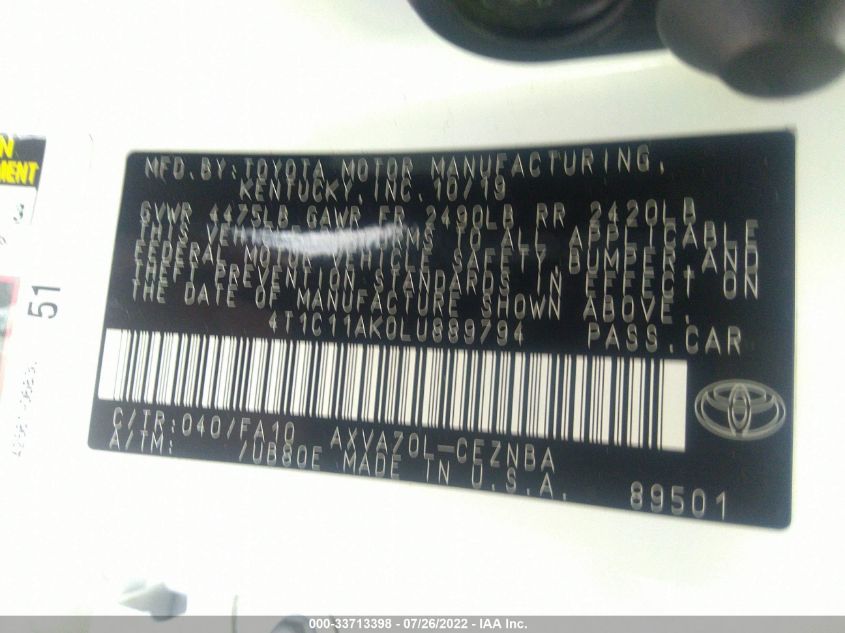 MFD.BY:TOYOTA MOTOR MANUFACTURING,
KENTUCKY,INC. 10/19
GVWR 4475LB GAWR FR 2490LB RR 2420LB
THIS TO ALL APPLICABLE
FEDERAL MOTOR VEHICLE SAFETY,BUMPER,AND
THEFT PREVENTION STANDARDS IN EFFECT ON
THE DATE OF MANUFACTURE SHOWN ABOVE.
4T1C11AK0LU889794 PASS.CAR
C/TR:040/FA10 AXVA70L-CEZNBA
A/TM: /UB80E MADE IN U.S.A.
89501
MENT
51
000-33713398 - 07/26/2022 - IAA Inc.